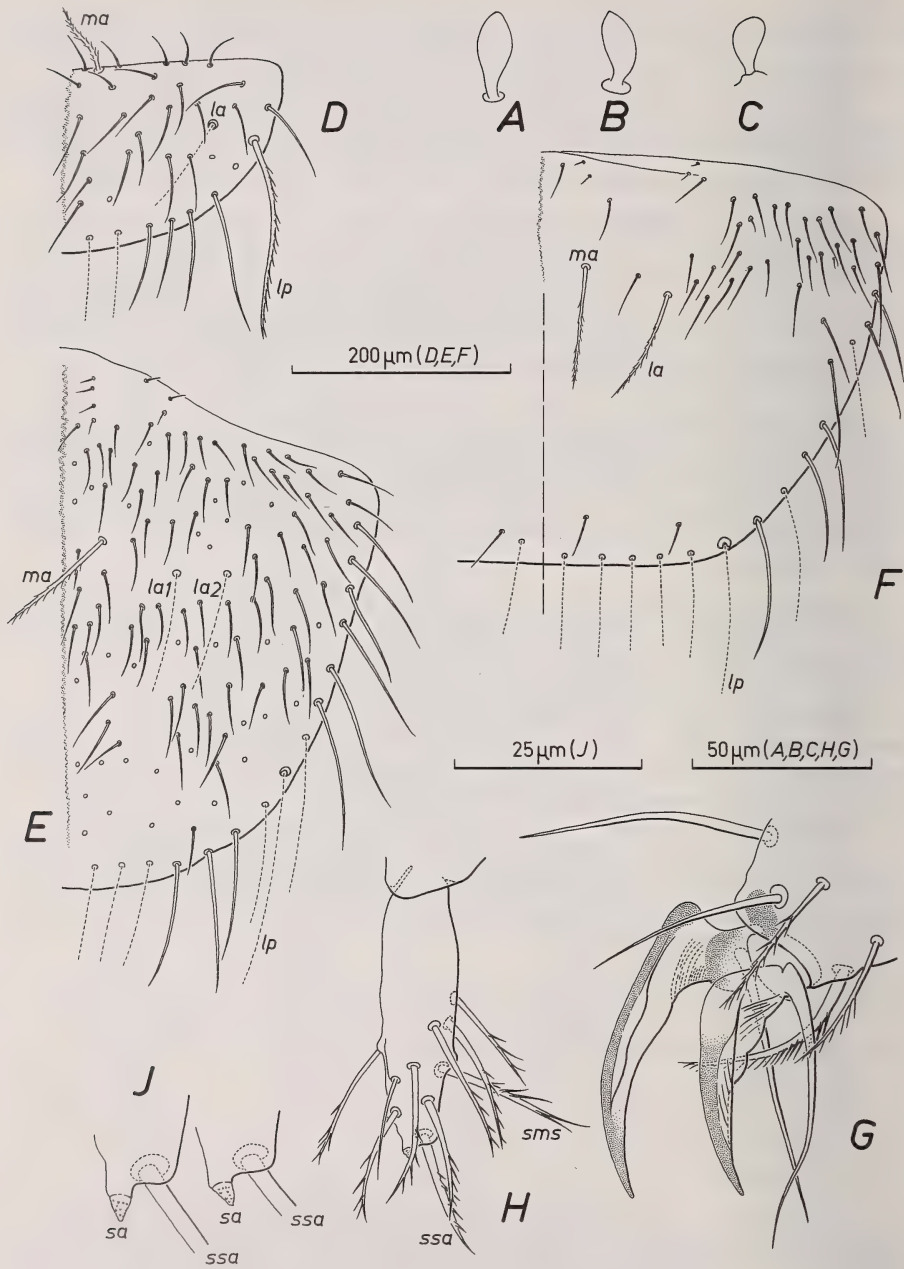 ma
D
la
lp
A
B
C
200 µm (D,E,F)
ma
la
lp
F
ma
la1
la2
lp
E
25 µm (J)
50 µm (A,B,C,H,G)
J
sa
ssa
sa
ssa
sms
ssa
H
G